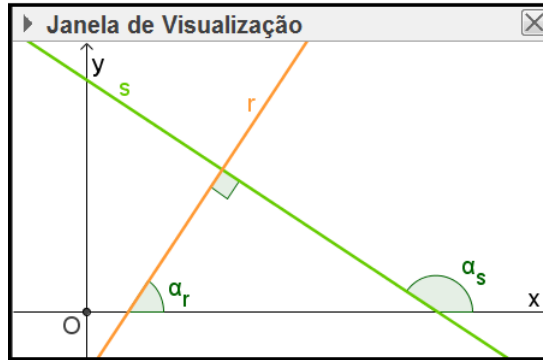 Janela de Visualização
y
s
r
αr
αs
x
O